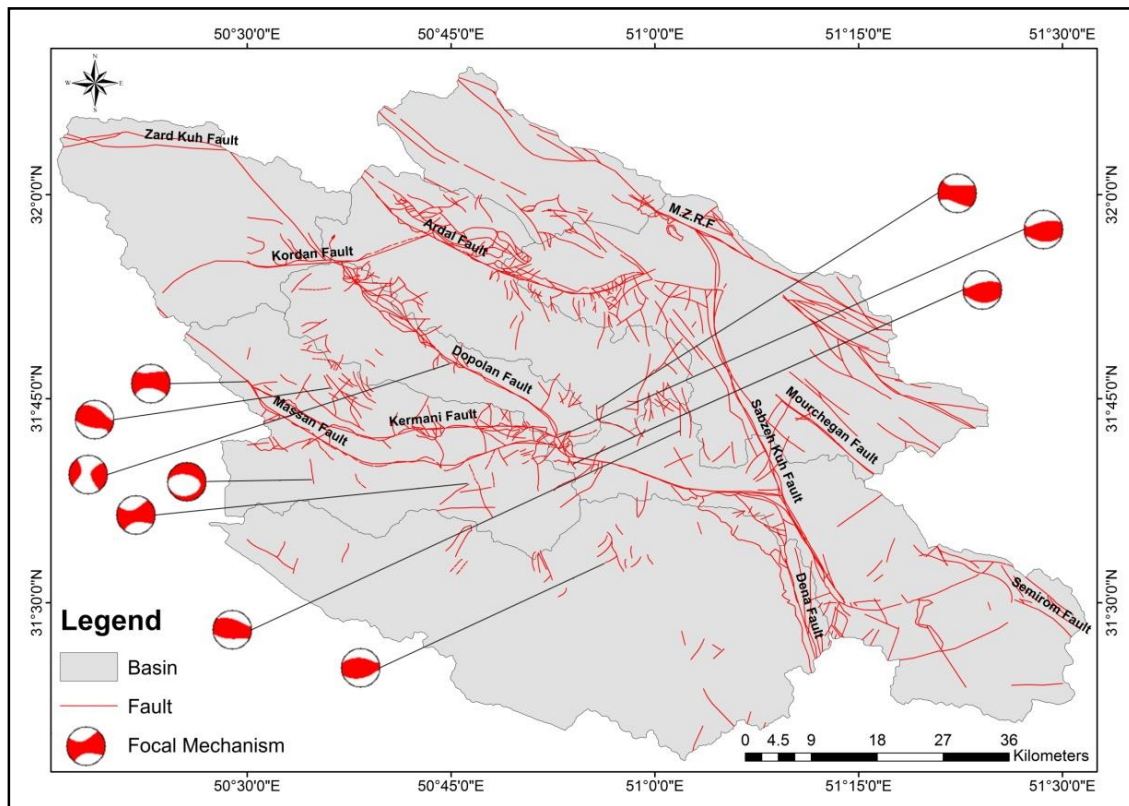 50°30'0"E
50°45'0"E
51°0'0"E
51°15'0"E
51°30'0"E
N
W
E
S
Zard Kuh Fault
32°0'0"N
32°0'0"N
M.Z.R.F
Ardal Fault
Kordan Fault
Dopolan Fault
31°45'0"N
31°45'0"N
Massan Fault
Kermani Fault
Sabzeh Kuh Fault
Mourchegan Fault
Dena Fault
Semirom Fault
31°30'0"N
31°30'0"N
Legend
Basin
Fault
Focal Mechanism
0 4.5 9 18 27 36
Kilometers
50°30'0"E
50°45'0"E
51°0'0"E
51°15'0"E
51°30'0"E